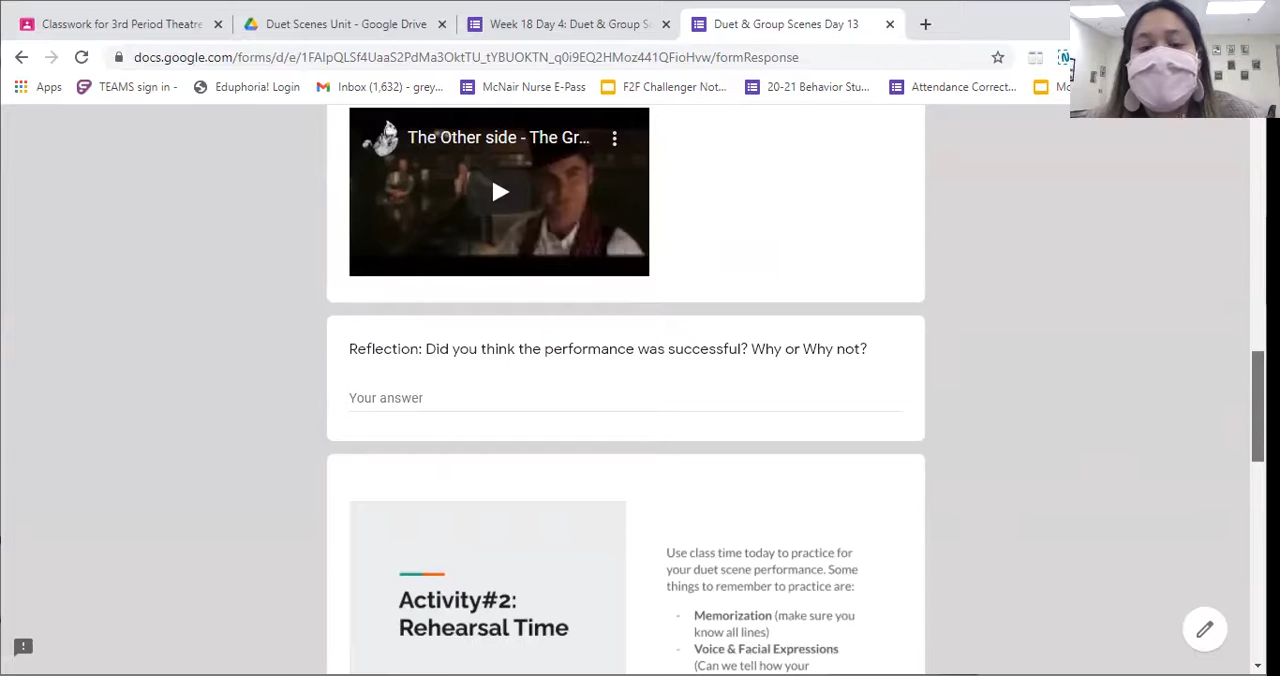 Classwork for 3rd Period Theatre
Duet Scenes Unit - Google Drive
Week 18 Day 4: Duet & Group S
Duet & Group Scenes Day 13
docs.google.com/forms/d/e/
/formResponse
Apps
TEAMS sign in -
Eduphoria! Login
Inbox (1,632) - grey...
McNair Nurse E-Pass
F2F Challenger Not...
20-21 Behavior Stu...
Attendance Correct...
The Other side - The Gr...
Reflection: Did you think the performance was successful? Why or Why not?
Your answer
Activity#2:
Rehearsal Time
Use class time today to practice for
your duet scene performance. Some
things to remember to practice are:
- Memorization (make sure you
know all lines)
- Voice & Facial Expressions
(Can we tell how your